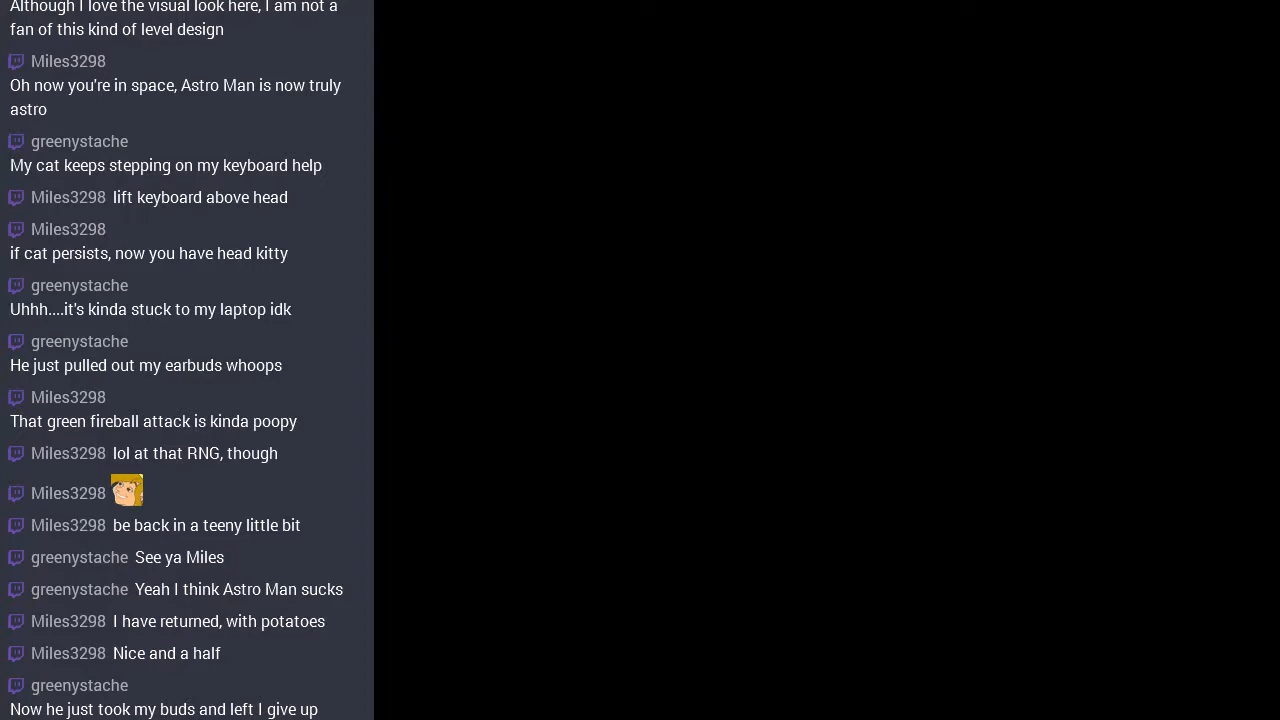 Although I love the visual look here, I am not a
fan of this kind of level design
Miles3298
Oh now you're in space, Astro Man is now truly
astro
greenystache
My cat keeps stepping on my keyboard help
Miles3298 lift keyboard above head
Miles3298
if cat persists, now you have head kitty
greenystache
Uhhh....it's kinda stuck to my laptop idk
greenystache
He just pulled out my earbuds whoops
Miles3298
That green fireball attack is kinda poopy
Miles3298 lol at that RNG, though
Miles3298
Miles3298 be back in a teeny little bit
greenystache See ya Miles
greenystache Yeah I think Astro Man sucks
Miles3298 I have returned, with potatoes
Miles3298 Nice and a half
greenystache
Now he just took my buds and left I give up